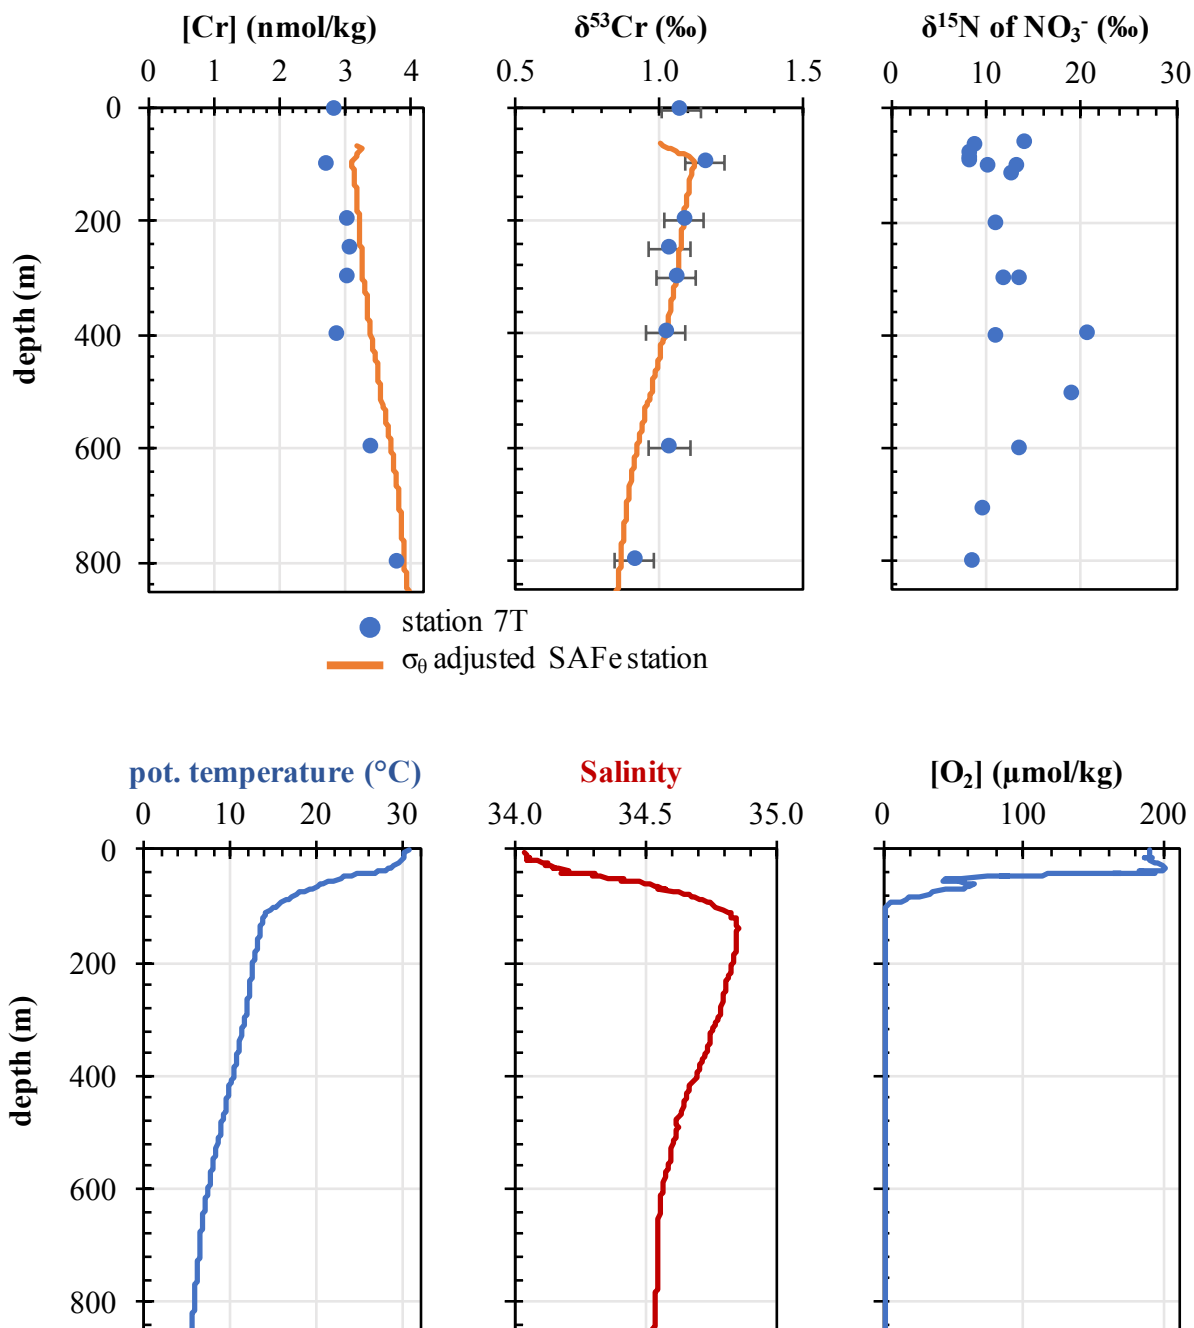 [Cr] (nmol/kg) δ⁵³Cr (‰) δ¹⁵N of NO₃⁻ (‰)
0 1 2 3 4 0.5 1.0 1.5 0 10 20 30
0
200
400
600
800
depth (m)
station 7T
σθ adjusted SAFe station
pot. temperature (°C) Salinity [O₂] (µmol/kg)
0 10 20 30 34.0 34.5 35.0 0 100 200
0
200
400
600
800
depth (m)